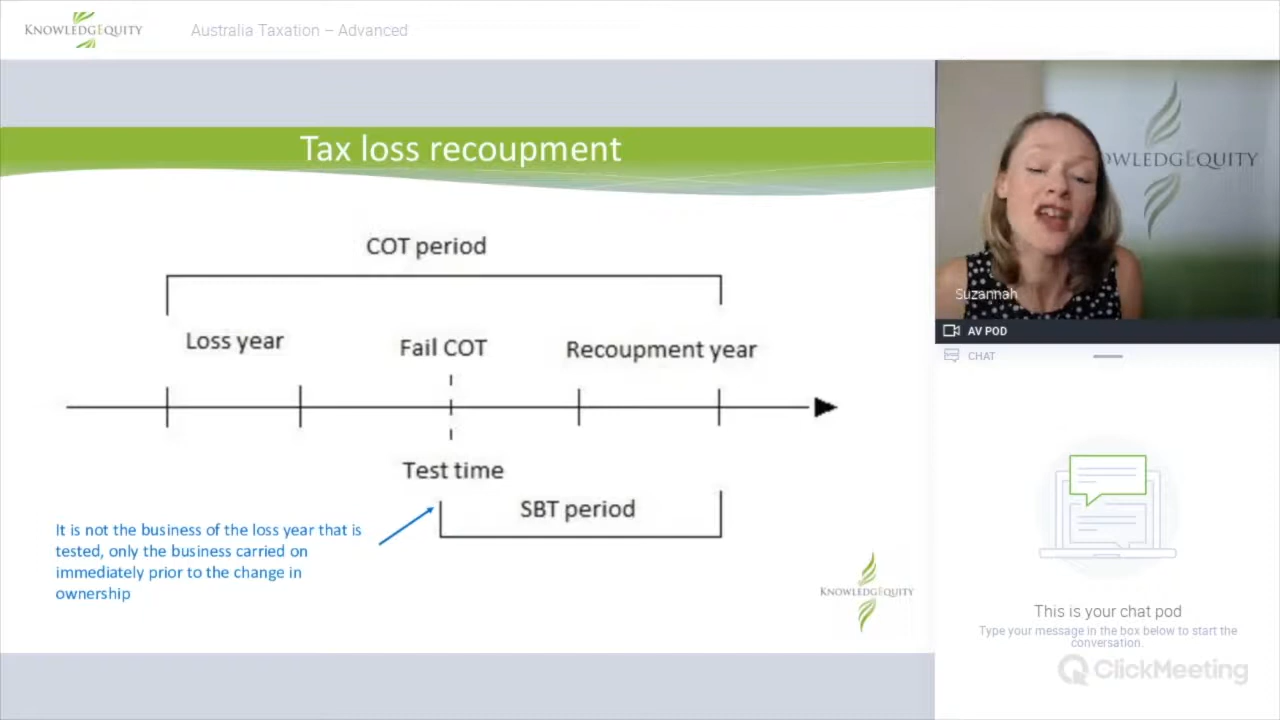 KNOWLEDGEQUITY
Australia Taxation – Advanced
Tax loss recoupment
COT period
Loss year
Fail COT
Recoupment year
Test time
SBT period
It is not the business of the loss year that is
tested, only the business carried on
immediately prior to the change in
ownership
KNOWLEDGEQUITY
OWLEDGEQUITY
Suzannah
AV POD
CHAT
This is your chat pod
Type your message in the box below to start the
conversation.
ClickMeeting